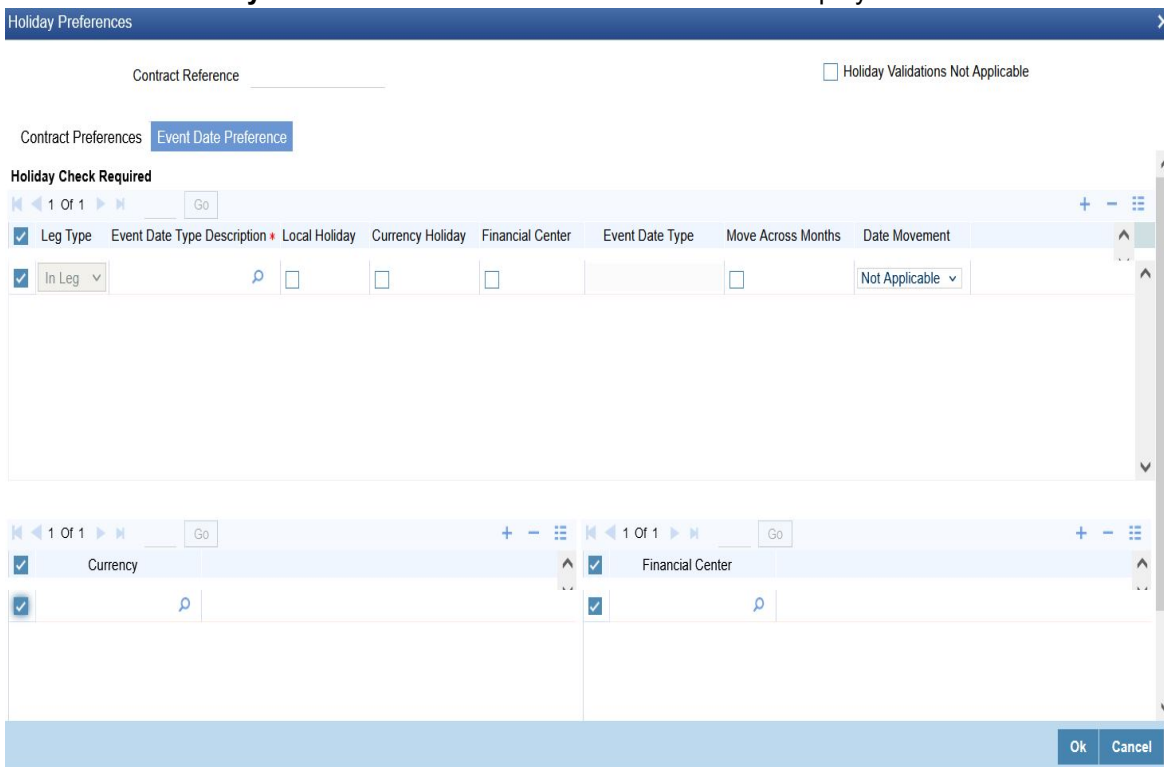 Holiday Preferences
Contract Reference
Holiday Validations Not Applicable
Contract Preferences Event Date Preference
Holiday Check Required
1 Of 1 Go
Leg Type Event Date Type Description * Local Holiday Currency Holiday Financial Center Event Date Type Move Across Months Date Movement
In Leg Not Applicable
1 Of 1 Go
Currency
1 Of 1 Go
Financial Center
Ok Cancel